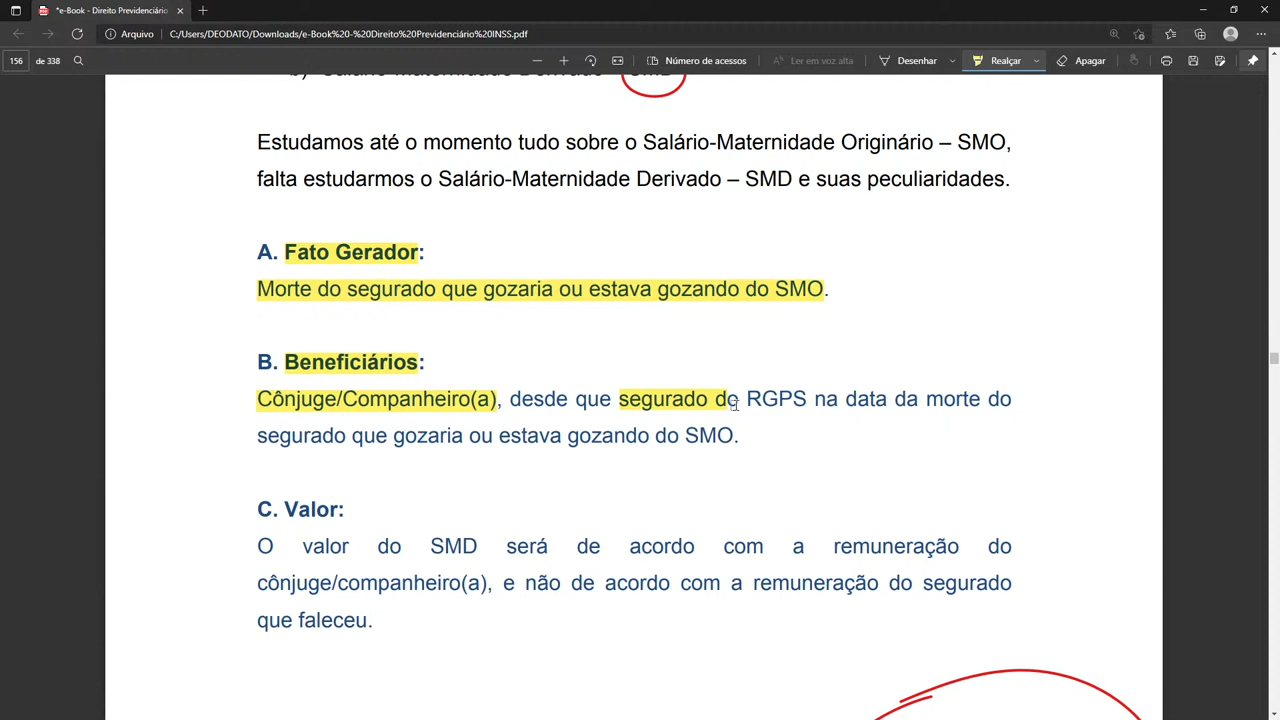 *e-Book - Direito Previdenciário
Arquivo C:/Users/DEODATO/Downloads/e-Book%20-%20Direito%20Previdenciário%20INSS.pdf
156 de 338 Número de acessos Ler em voz alta Desenhar Realçar Apagar
b) Salário-Maternidade Derivado – SMD
Estudamos até o momento tudo sobre o Salário-Maternidade Originário – SMO,
falta estudarmos o Salário-Maternidade Derivado – SMD e suas peculiaridades.
A. Fato Gerador:
Morte do segurado que gozaria ou estava gozando do SMO.
B. Beneficiários:
Cônjuge/Companheiro(a), desde que segurado de RGPS na data da morte do
segurado que gozaria ou estava gozando do SMO.
C. Valor:
O valor do SMD será de acordo com a remuneração do
cônjuge/companheiro(a), e não de acordo com a remuneração do segurado
que faleceu.